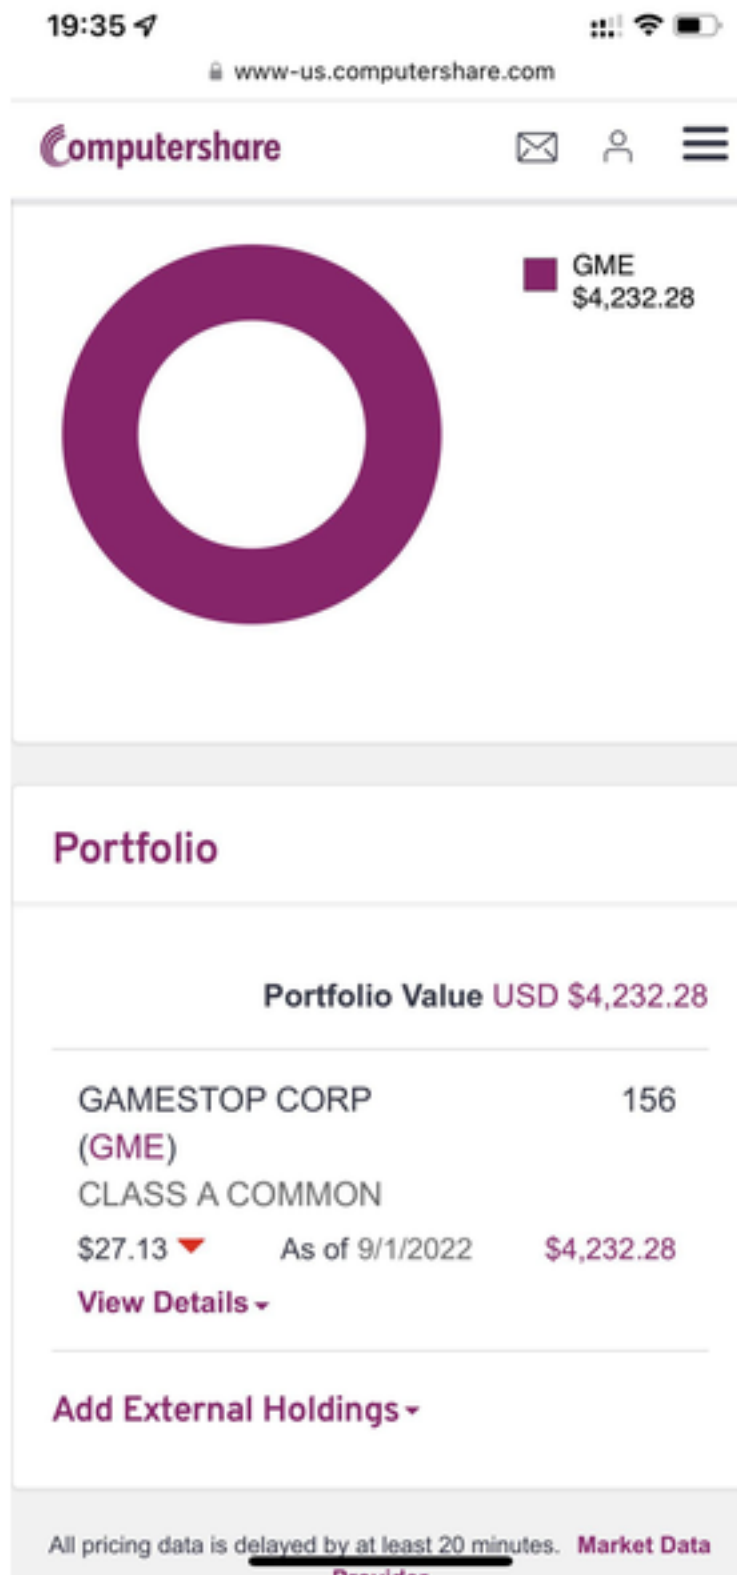 19:35
www-us.computershare.com
Computershare
GME
$4,232.28
Portfolio
Portfolio Value USD $4,232.28
GAMESTOP CORP 156
(GME)
CLASS A COMMON
$27.13 As of 9/1/2022 $4,232.28
View Details
Add External Holdings
All pricing data is delayed by at least 20 minutes. Market Data